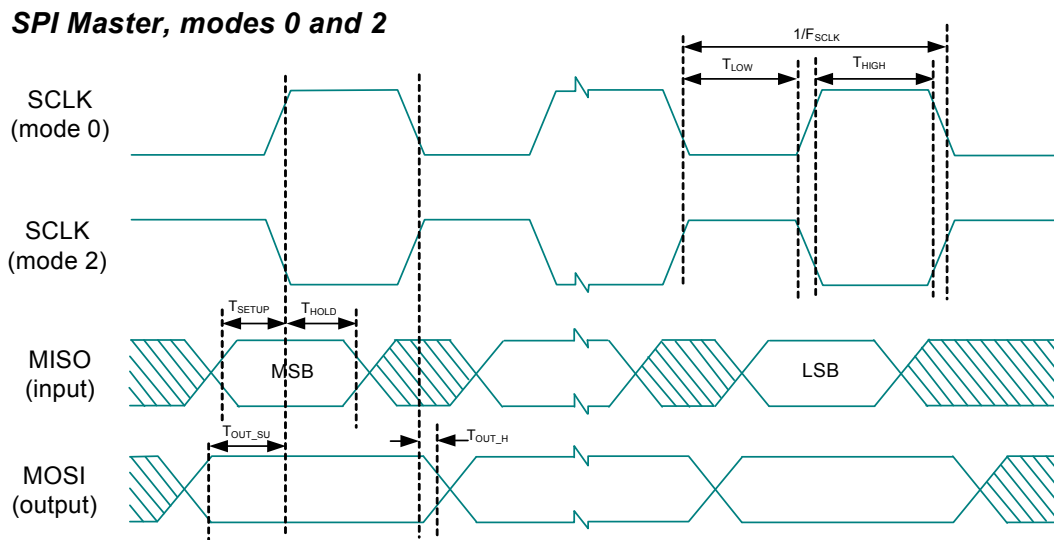 SPI Master, modes 0 and 2
1/FSCLK
TLOW
THIGH
SCLK
(mode 0)
SCLK
(mode 2)
TSETUP
THOLD
MISO
(input)
MSB
LSB
TOUT_SU
TOUT_H
MOSI
(output)